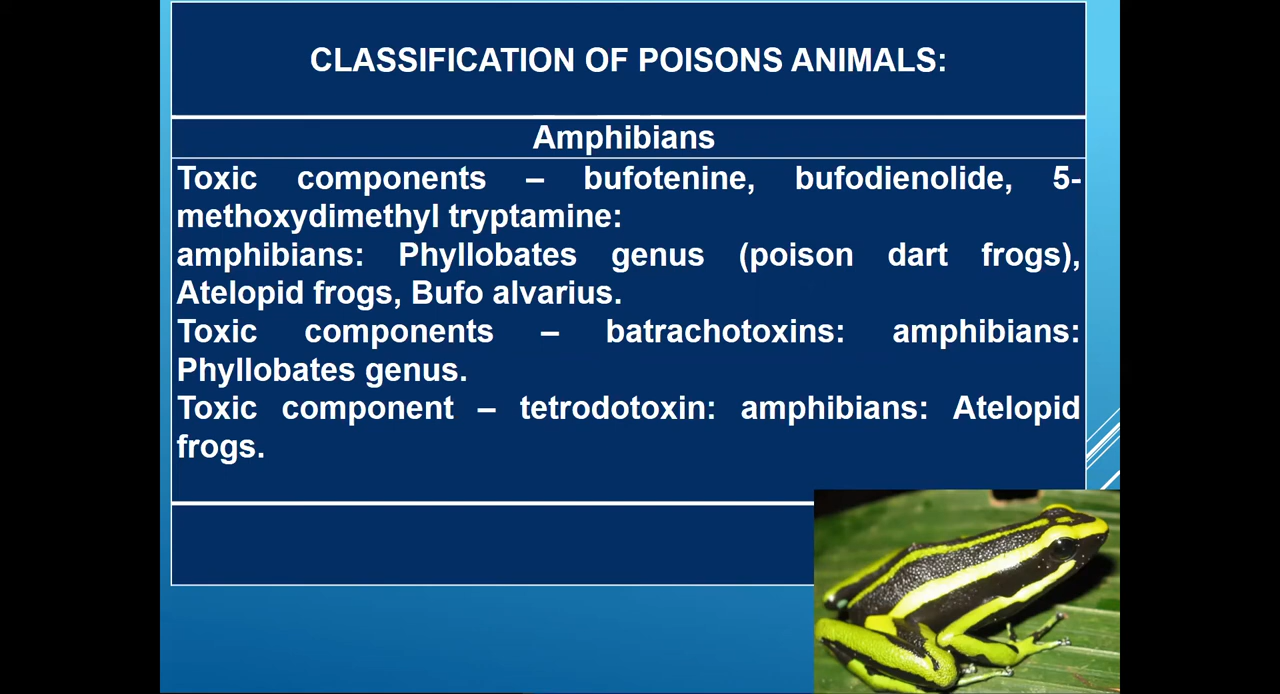 CLASSIFICATION OF POISONS ANIMALS:
Amphibians
Toxic components – bufotenine, bufodienolide, 5-
methoxydimethyl tryptamine:
amphibians: Phyllobates genus (poison dart frogs),
Atelopid frogs, Bufo alvarius.
Toxic components – batrachotoxins: amphibians:
Phyllobates genus.
Toxic component – tetrodotoxin: amphibians: Atelopid
frogs.